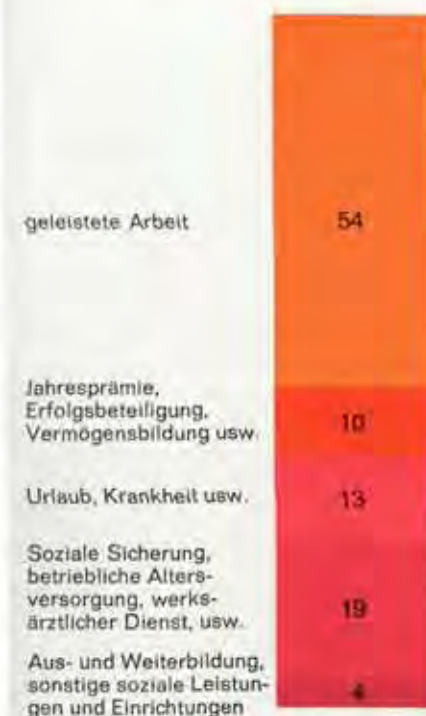 geleistete Arbeit 54
Jahresprämie,
Erfolgsbeteiligung,
Vermögensbildung usw. 10
Urlaub, Krankheit usw. 13
Soziale Sicherung,
betriebliche Alters-
versorgung, werks-
ärztlicher Dienst, usw. 19
Aus- und Weiterbildung,
sonstige soziale Leistun-
gen und Einrichtungen 4